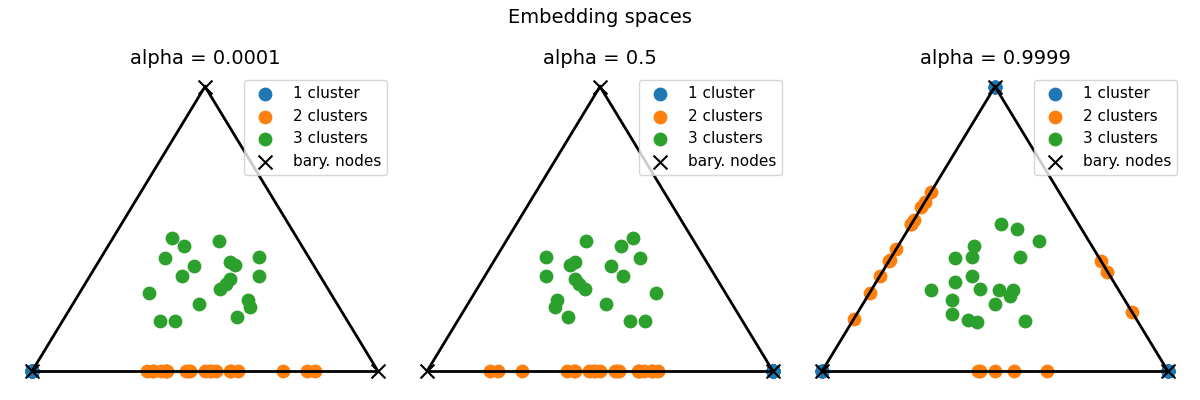 Embedding spaces
alpha = 0.0001
1 cluster
2 clusters
3 clusters
bary. nodes
alpha = 0.5
1 cluster
2 clusters
3 clusters
bary. nodes
alpha = 0.9999
1 cluster
2 clusters
3 clusters
bary. nodes